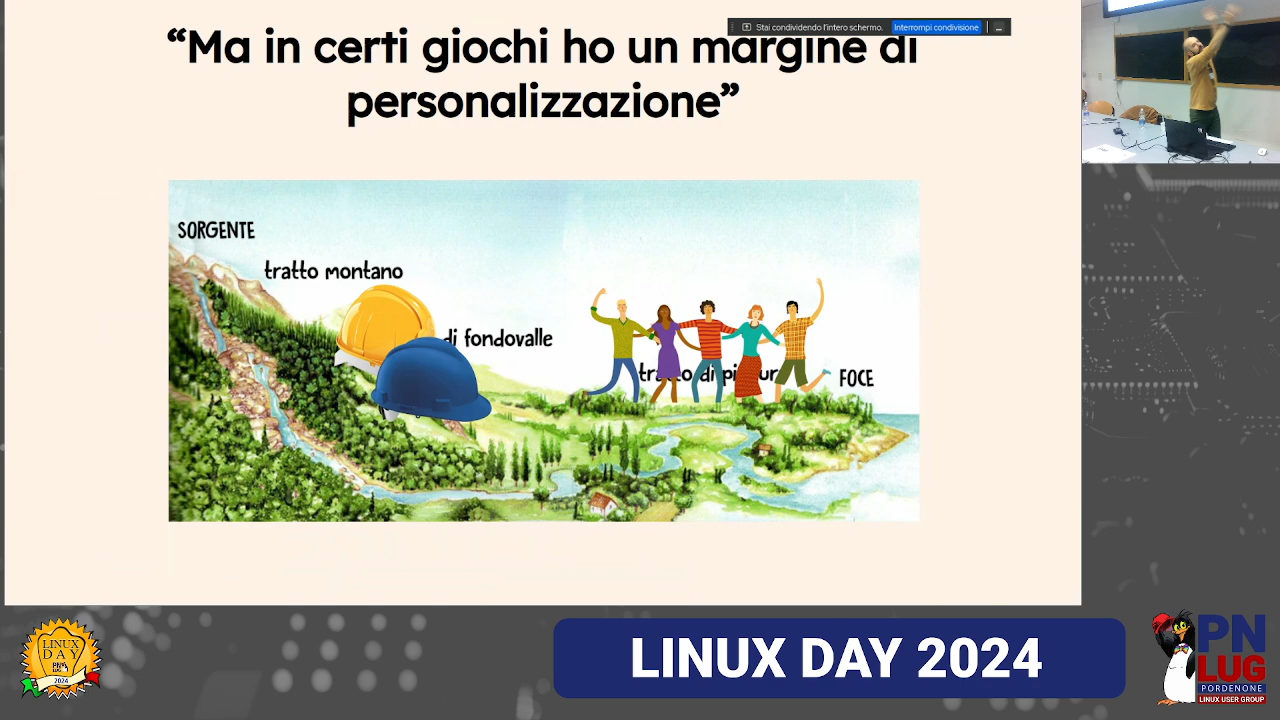 “Ma in certi giochi ho un margine di
personalizzazione”
Stai condividendo l'intero schermo.
Interrompi condivisione
SORGENTE
tratto montano
di fondovalle
FOCE
LINUX
DAY
2024
LINUX DAY 2024
PN
LUG
PORDENONE
LINUX USER GROUP